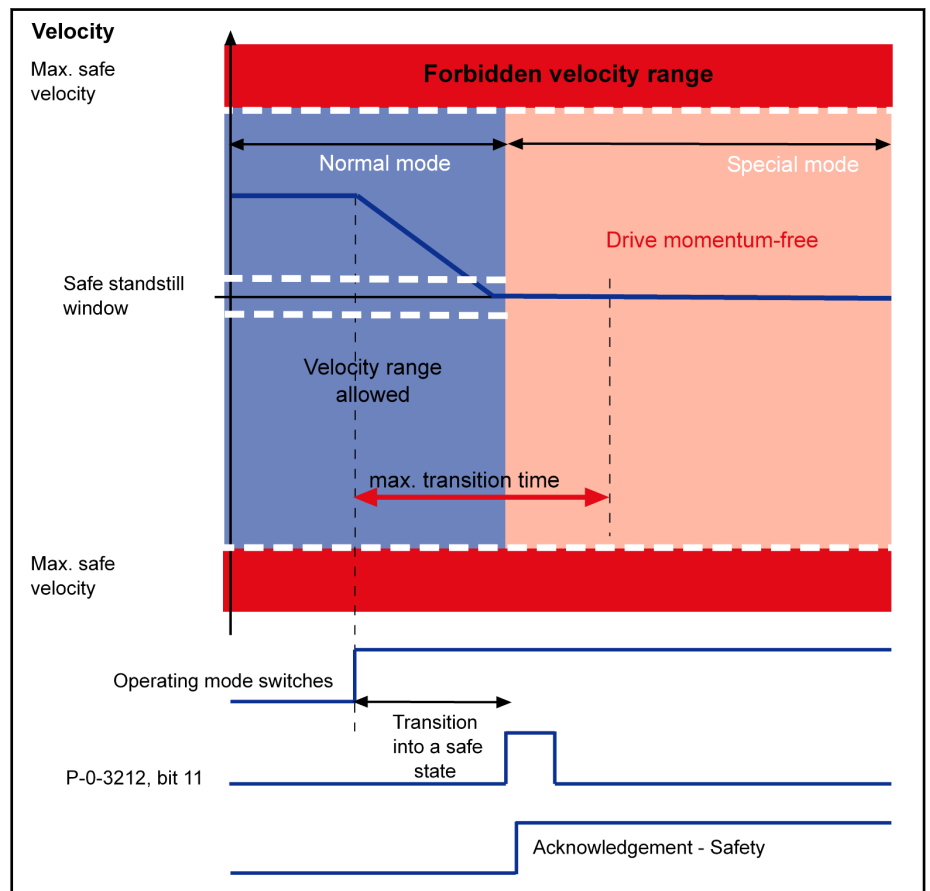 Velocity
Max. safe
velocity
Forbidden velocity range
Normal mode
Special mode
Drive momentum-free
Safe standstill
window
Velocity range
allowed
max. transition time
Max. safe
velocity
Operating mode switches
Transition
into a safe
state
P-0-3212, bit 11
Acknowledgement - Safety